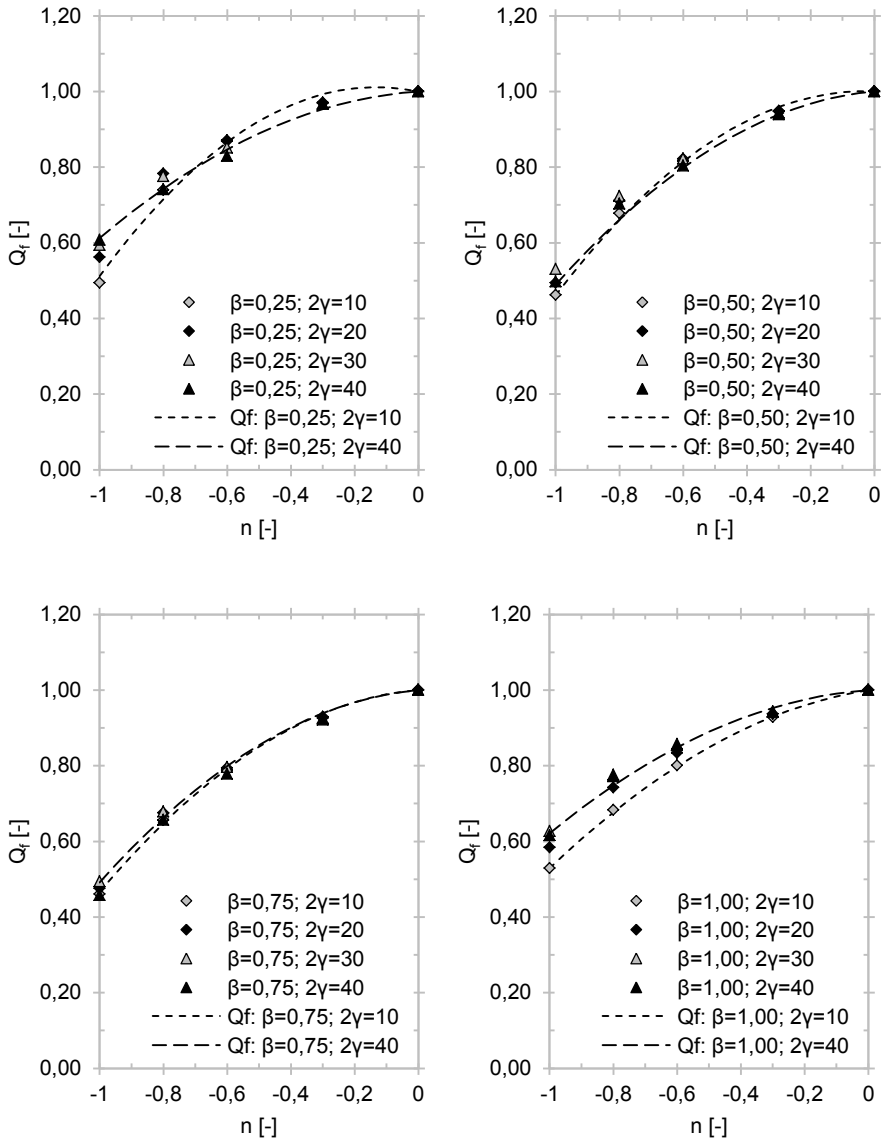 1,20
1,00
0,80
0,60
0,40
0,20
0,00
Q_f [-]
β=0,25; 2γ=10
β=0,25; 2γ=20
β=0,25; 2γ=30
β=0,25; 2γ=40
Qf: β=0,25; 2γ=10
Qf: β=0,25; 2γ=40
-1 -0,8 -0,6 -0,4 -0,2 0
n [-]
1,20
1,00
0,80
0,60
0,40
0,20
0,00
Q_f [-]
β=0,50; 2γ=10
β=0,50; 2γ=20
β=0,50; 2γ=30
β=0,50; 2γ=40
Qf: β=0,50; 2γ=10
Qf: β=0,50; 2γ=40
-1 -0,8 -0,6 -0,4 -0,2 0
n [-]
1,20
1,00
0,80
0,60
0,40
0,20
0,00
Q_f [-]
β=0,75; 2γ=10
β=0,75; 2γ=20
β=0,75; 2γ=30
β=0,75; 2γ=40
Qf: β=0,75; 2γ=10
Qf: β=0,75; 2γ=40
-1 -0,8 -0,6 -0,4 -0,2 0
n [-]
1,20
1,00
0,80
0,60
0,40
0,20
0,00
Q_f [-]
β=1,00; 2γ=10
β=1,00; 2γ=20
β=1,00; 2γ=30
β=1,00; 2γ=40
Qf: β=1,00; 2γ=10
Qf: β=1,00; 2γ=40
-1 -0,8 -0,6 -0,4 -0,2 0
n [-]